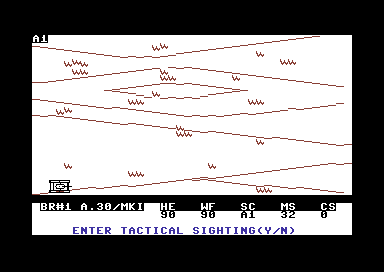 A1
BR#1 A.30/MKI HE WF SC MS CS
90 90 A1 32 0
ENTER TACTICAL SIGHTING(Y/N)